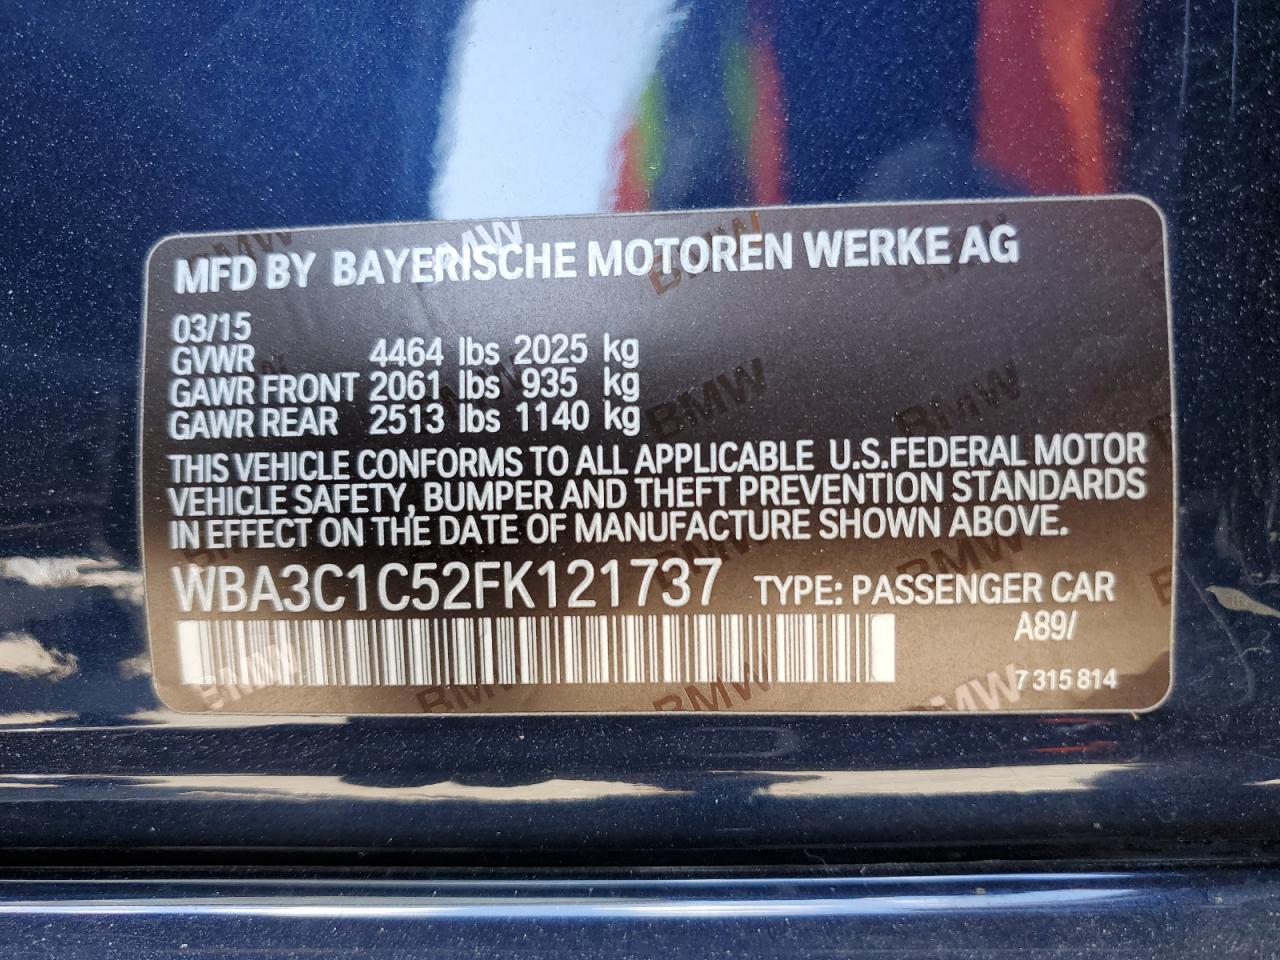 MFD BY BAYERISCHE MOTOREN WERKE AG
03/15
GVWR 4464 lbs 2025 kg
GAWR FRONT 2061 lbs 935 kg
GAWR REAR 2513 lbs 1140 kg
THIS VEHICLE CONFORMS TO ALL APPLICABLE U.S.FEDERAL MOTOR
VEHICLE SAFETY, BUMPER AND THEFT PREVENTION STANDARDS
IN EFFECT ON THE DATE OF MANUFACTURE SHOWN ABOVE.
WBA3C1C52FK121737 TYPE: PASSENGER CAR
A89/
7 315 814